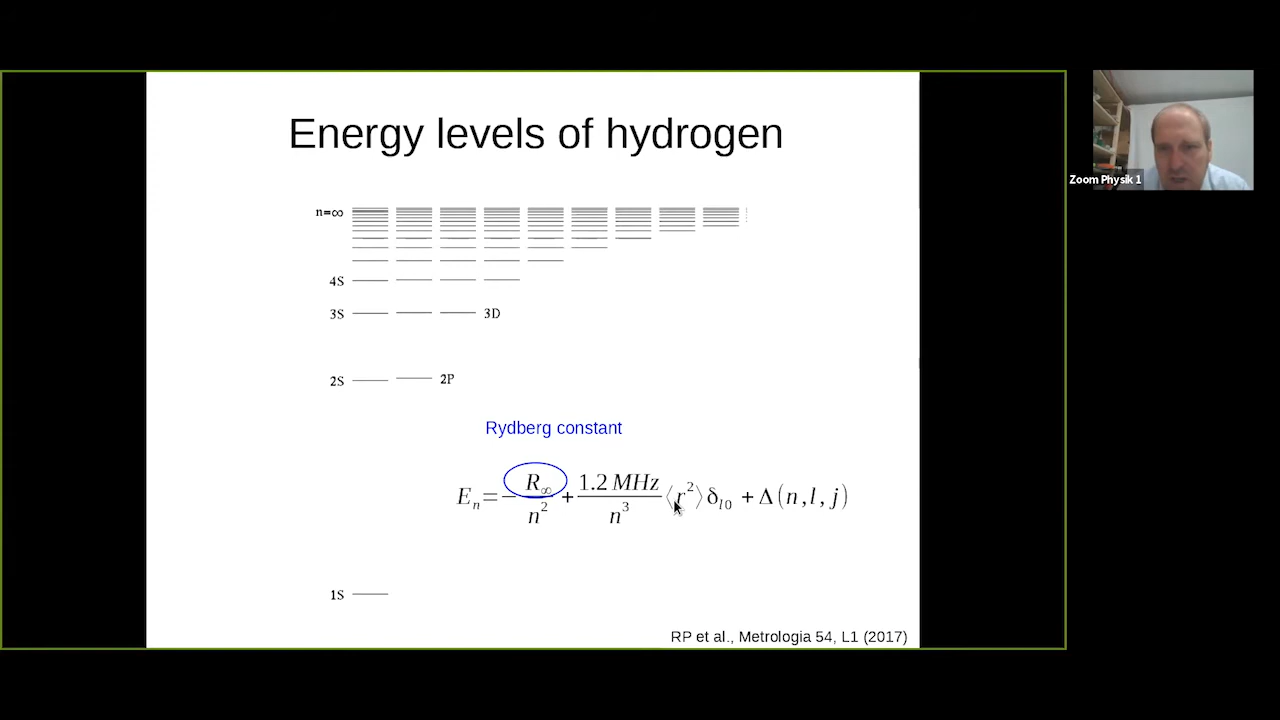 Energy levels of hydrogen
n=∞
4S
3S 3D
2S 2P
Rydberg constant
E_n = − R_∞/n² + 1.2 MHz/n³ ⟨r²⟩ δ_l0 + Δ(n,l,j)
1S
RP et al., Metrologia 54, L1 (2017)
Zoom Physik 1